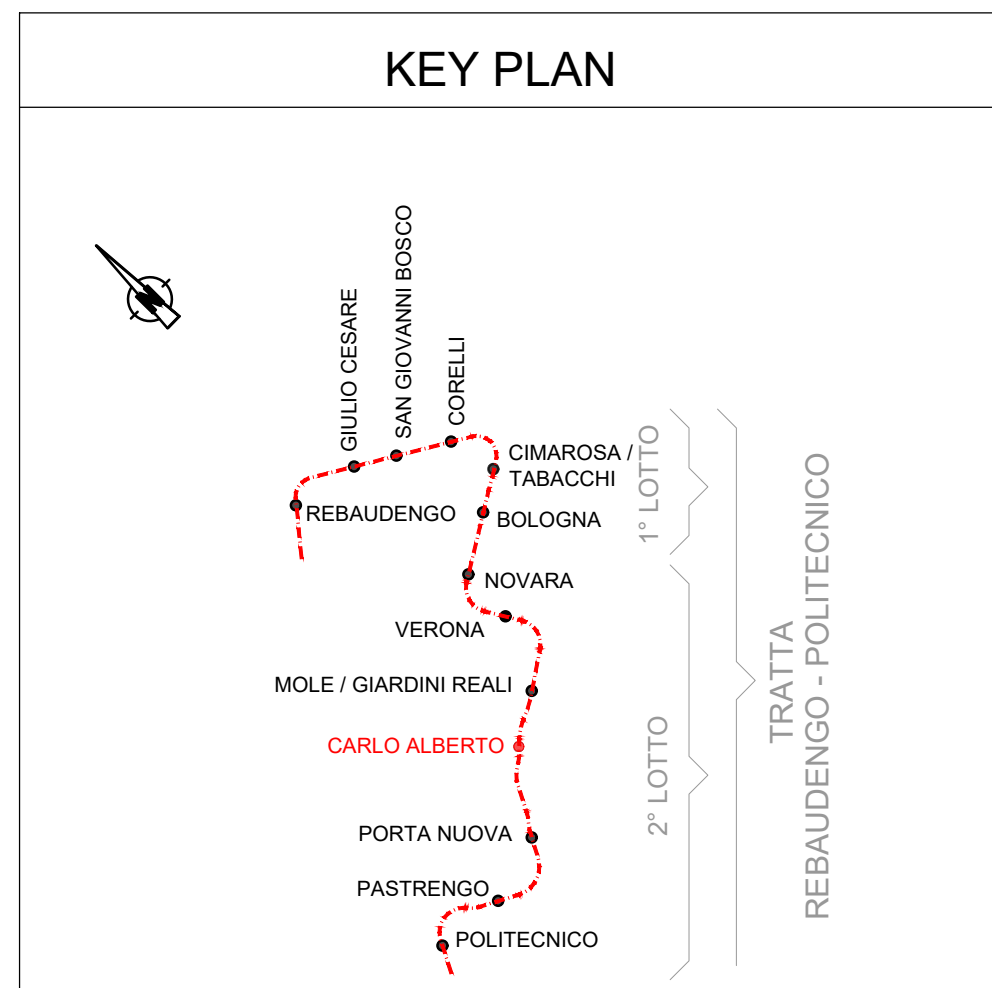 KEY PLAN
N
GIULIO CESARE
SAN GIOVANNI BOSCO
CORELLI
CIMAROSA /
TABACCHI
REBAUDENGO
BOLOGNA
NOVARA
VERONA
MOLE / GIARDINI REALI
CARLO ALBERTO
PORTA NUOVA
PASTRENGO
POLITECNICO
1° LOTTO
2° LOTTO
TRATTA
REBAUDENGO - POLITECNICO